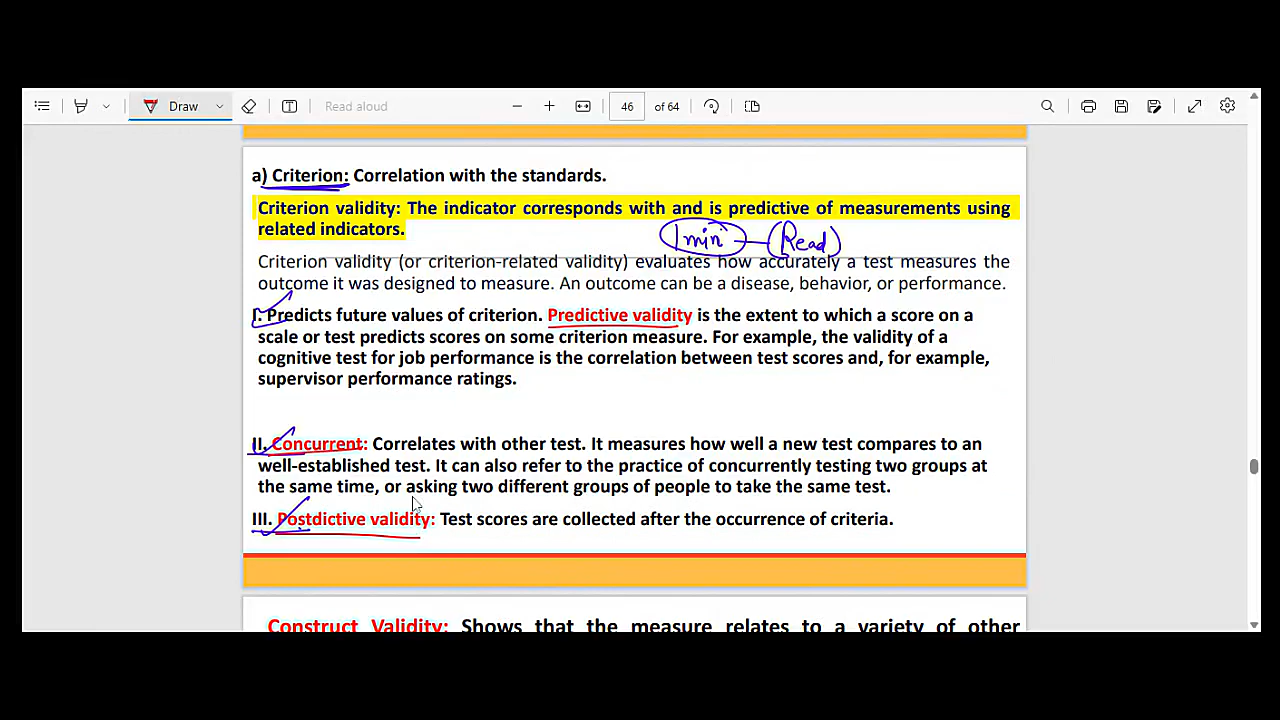 Draw
Read aloud
46 of 64
a) Criterion: Correlation with the standards.
Criterion validity: The indicator corresponds with and is predictive of measurements using
related indicators.
1min — (Read)
Criterion validity (or criterion-related validity) evaluates how accurately a test measures the
outcome it was designed to measure. An outcome can be a disease, behavior, or performance.
I. Predicts future values of criterion. Predictive validity is the extent to which a score on a
scale or test predicts scores on some criterion measure. For example, the validity of a
cognitive test for job performance is the correlation between test scores and, for example,
supervisor performance ratings.
II. Concurrent: Correlates with other test. It measures how well a new test compares to an
well-established test. It can also refer to the practice of concurrently testing two groups at
the same time, or asking two different groups of people to take the same test.
III. Postdictive validity: Test scores are collected after the occurrence of criteria.
Construct Validity: Shows that the measure relates to a variety of other